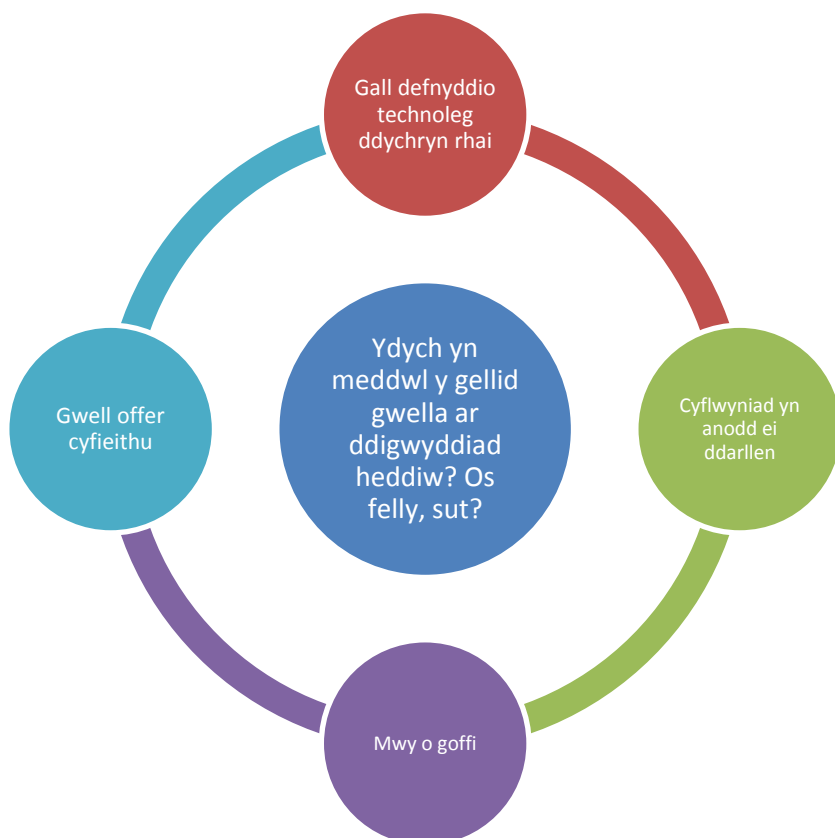 Gall defnyddio
technoleg
ddychryn rhai
Ydych yn
meddwl y gellid
gwella ar
ddigwyddiad
heddiw? Os
felly, sut?
Gwell offer
cyfieithu
Cyflwyniad yn
anodd ei
ddarllen
Mwy o goffi